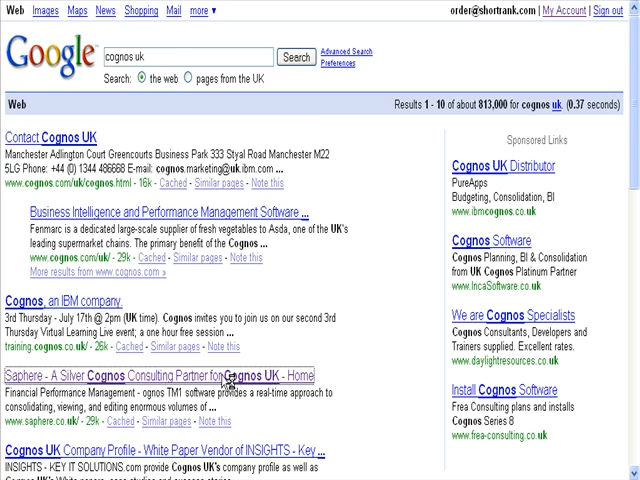 Web Images Maps News Shopping Mail more ▼
order@shortrank.com | My Account | Sign out
Google
cognos uk
Search
Advanced Search
Preferences
Search: the web pages from the UK
Web
Results 1 - 10 of about 813,000 for cognos uk. (0.37 seconds)
Contact Cognos UK
Manchester Adlington Court Greencourts Business Park 333 Styal Road Manchester M22
5LG Phone: +44 (0) 1344 486668 E-mail: cognos.marketing@uk.ibm.com ...
www.cognos.com/uk/cognos.html - 16k - Cached - Similar pages - Note this
Business Intelligence and Performance Management Software ...
Fenmarc is a dedicated large-scale supplier of fresh vegetables to Asda, one of the UK's
leading supermarket chains. The primary benefit of the Cognos ...
www.cognos.com/uk/ - 29k - Cached - Similar pages - Note this
More results from www.cognos.com »
Cognos, an IBM company.
3rd Thursday - July 17th @ 2pm (UK time). Cognos invites you to join us on our second 3rd
Thursday Virtual Learning Live event; a one hour free session ...
training.cognos.co.uk/ - 26k - Cached - Similar pages - Note this
Saphere - A Silver Cognos Consulting Partner for Cognos UK - Home
Financial Performance Management - ognos TM1 software provides a real-time approach to
consolidating, viewing, and editing enormous volumes of ...
www.saphere.co.uk/ - 29k - Cached - Similar pages - Note this
Cognos UK Company Profile - White Paper Vendor of INSIGHTS - Key ...
INSIGHTS - KEY IT SOLUTIONS.com provide Cognos UK's company profile as well as
Sponsored Links
Cognos UK Distributor
PureApps
Budgeting, Consolidation, BI
www.ibmcognos.co.uk
Cognos Software
Cognos Planning, BI & Consolidation
from UK Cognos Platinum Partner
www.IncaSoftware.co.uk
We are Cognos Specialists
Cognos Consultants, Developers and
Trainers supplied. Excellent rates.
www.daylightresources.co.uk
Install Cognos Software
Frea Consulting plans and installs
Cognos Series 8
www.frea-consulting.co.uk